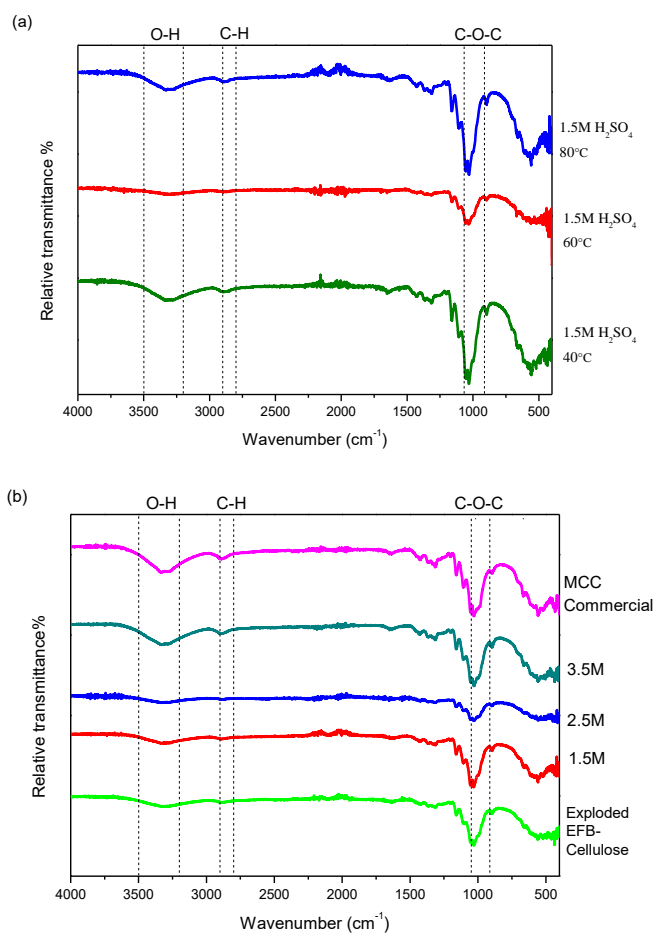 (a)
O-H C-H C-O-C
Relative transmittance %
1.5M H₂SO₄
80°C
1.5M H₂SO₄
60°C
1.5M H₂SO₄
40°C
4000 3500 3000 2500 2000 1500 1000 500
Wavenumber (cm⁻¹)
(b)
O-H C-H C-O-C
Relative transmittance%
MCC
Commercial
3.5M
2.5M
1.5M
Exploded
EFB-
Cellulose
4000 3500 3000 2500 2000 1500 1000 500
Wavenumber (cm⁻¹)